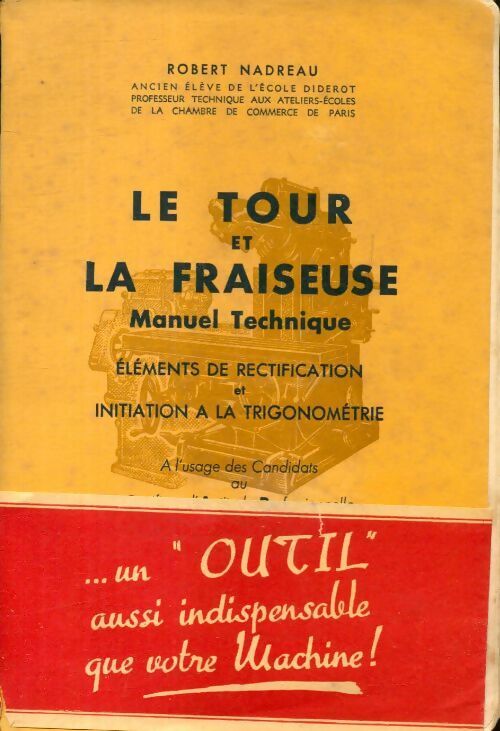 ROBERT NADREAU
ANCIEN ÉLÈVE DE L'ÉCOLE DIDEROT
PROFESSEUR TECHNIQUE AUX ATELIERS-ÉCOLES
DE LA CHAMBRE DE COMMERCE DE PARIS
LE TOUR
ET
LA FRAISEUSE
Manuel Technique
ÉLÉMENTS DE RECTIFICATION
et
INITIATION A LA TRIGONOMÉTRIE
A l'usage des Candidats
au
...un "OUTIL"
aussi indispensable
que votre Machine!